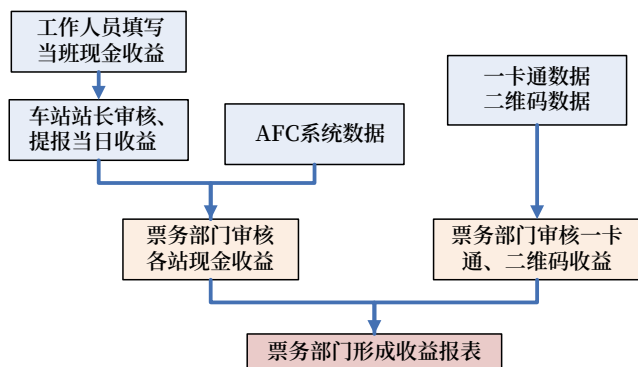 工作人员填写
当班现金收益
一卡通数据
二维码数据
车站站长审核、
提报当日收益
AFC系统数据
票务部门审核
各站现金收益
票务部门审核一卡
通、二维码收益
票务部门形成收益报表